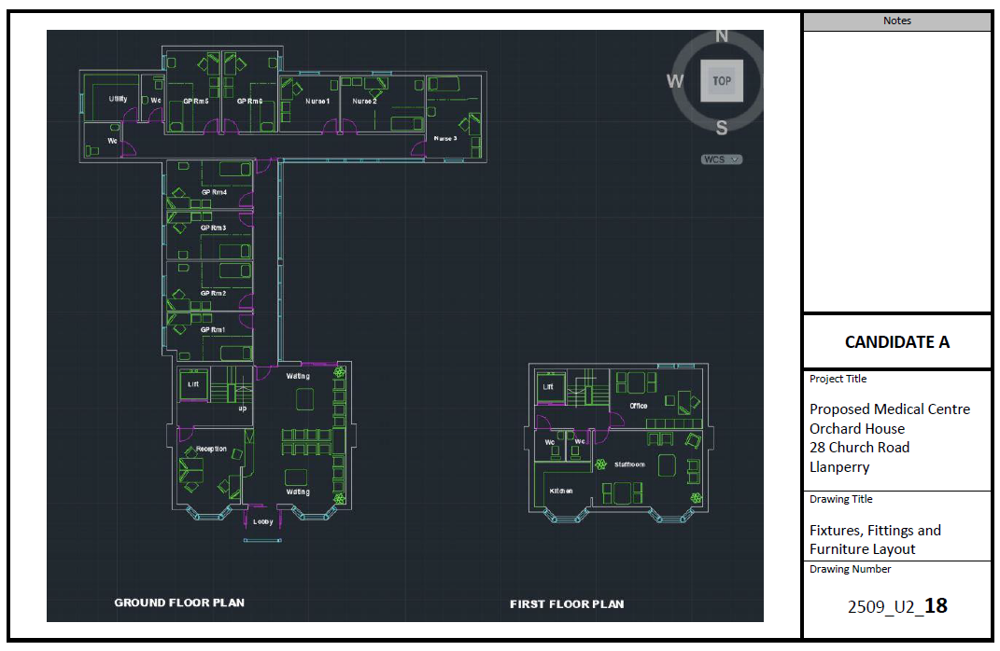 Notes
N
W
TOP
S
WCS
Utility
Wc
GP Rm5
GP Rm6
Nurse 1
Nurse 2
Wc
Nurse 3
GP Rm4
GP Rm3
GP Rm2
GP Rm1
Lift
up
Waiting
Reception
Waiting
Lobby
Lift
Office
Wc
Wc
Staffroom
Kitchen
GROUND FLOOR PLAN
FIRST FLOOR PLAN
CANDIDATE A
Project Title
Proposed Medical Centre
Orchard House
28 Church Road
Llanperry
Drawing Title
Fixtures, Fittings and
Furniture Layout
Drawing Number
2509_U2_18